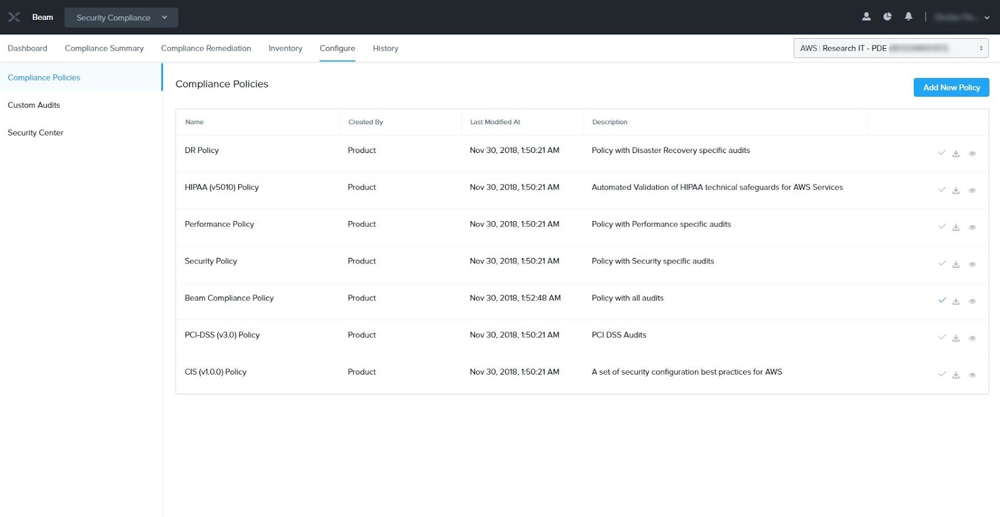 Beam Security Compliance
Dashboard Compliance Summary Compliance Remediation Inventory Configure History AWS Research IT - PDE
Compliance Policies
Custom Audits
Security Center
Compliance Policies
Add New Policy
Name Created By Last Modified At Description
DR Policy Product Nov 30, 2018, 1:50:21 AM Policy with Disaster Recovery specific audits
HIPAA (v5010) Policy Product Nov 30, 2018, 1:50:21 AM Automated Validation of HIPAA technical safeguards for AWS Services
Performance Policy Product Nov 30, 2018, 1:50:21 AM Policy with Performance specific audits
Security Policy Product Nov 30, 2018, 1:50:21 AM Policy with Security specific audits
Beam Compliance Policy Product Nov 30, 2018, 1:52:48 AM Policy with all audits
PCI-DSS (v3.0) Policy Product Nov 30, 2018, 1:50:21 AM PCI DSS Audits
CIS (v1.0.0) Policy Product Nov 30, 2018, 1:50:21 AM A set of security configuration best practices for AWS